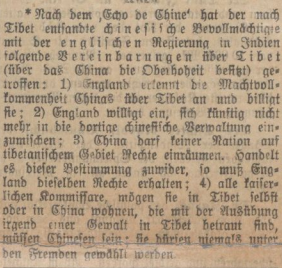 * Nach dem „Echo de Chine“ hat der nach
Tibet entsandte chinesische Bevollmächtigte
mit der englischen Regierung in Indien
folgende Vereinbarungen über Tibet
(über das China die Oberhoheit besitzt) ge-
troffen: 1) England erkennt die Machtvoll-
kommenheit Chinas über Tibet an und billigt
sie; 2) England willigt ein, sich künftig nicht
mehr in die dortige chinesische Verwaltung ein-
zumischen; 3) China darf keiner Nation auf
tibetanischem Gebiet Rechte einräumen. Handelt
es dieser Bestimmung zuwider, so muß Eng-
land dieselben Rechte erhalten; 4) alle kaiser-
lichen Kommissare, mögen sie in Tibet selbst
oder in China wohnen, die mit der Ausübung
irgend einer Gewalt in Tibet betraut sind,
müssen Chinesen sein; sie dürfen niemals unter
den Fremden gewählt werden.